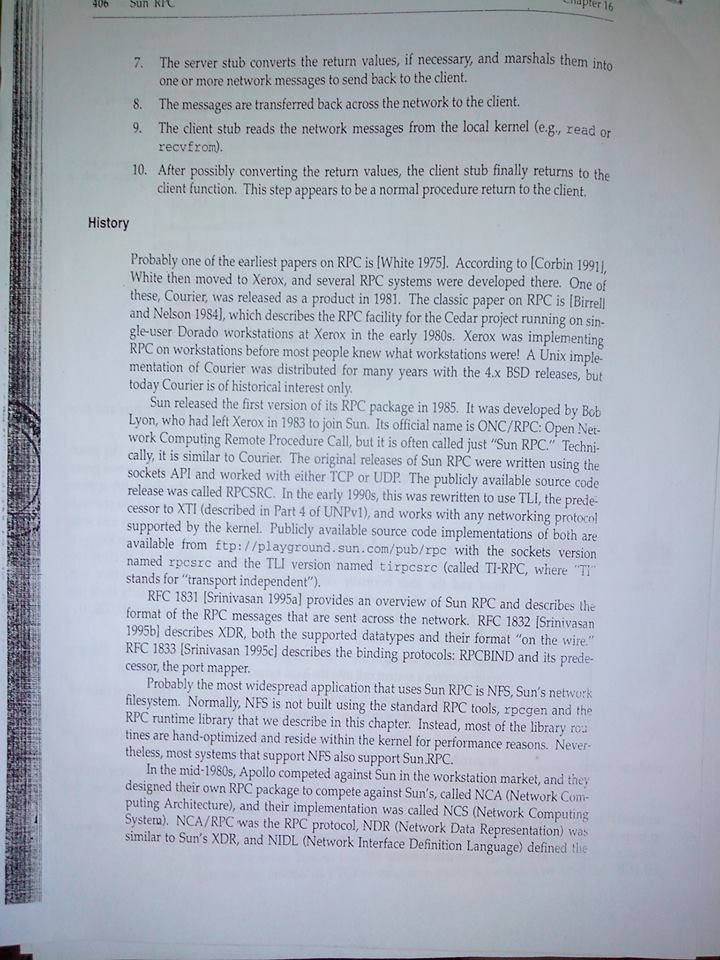 406 Sun RPC Chapter 16
7. The server stub converts the return values, if necessary, and marshals them into
one or more network messages to send back to the client.
8. The messages are transferred back across the network to the client.
9. The client stub reads the network messages from the local kernel (e.g., read or
recvfrom).
10. After possibly converting the return values, the client stub finally returns to the
client function. This step appears to be a normal procedure return to the client.
History
Probably one of the earliest papers on RPC is [White 1975]. According to [Corbin 1991],
White then moved to Xerox, and several RPC systems were developed there. One of
these, Courier, was released as a product in 1981. The classic paper on RPC is [Birrell
and Nelson 1984], which describes the RPC facility for the Cedar project running on sin-
gle-user Dorado workstations at Xerox in the early 1980s. Xerox was implementing
RPC on workstations before most people knew what workstations were! A Unix imple-
mentation of Courier was distributed for many years with the 4.x BSD releases, but
today Courier is of historical interest only.
Sun released the first version of its RPC package in 1985. It was developed by Bob
Lyon, who had left Xerox in 1983 to join Sun. Its official name is ONC/RPC: Open Net-
work Computing Remote Procedure Call, but it is often called just "Sun RPC." Techni-
cally, it is similar to Courier. The original releases of Sun RPC were written using the
sockets API and worked with either TCP or UDP. The publicly available source code
release was called RPCSRC. In the early 1990s, this was rewritten to use TLI, the prede-
cessor to XTI (described in Part 4 of UNPv1), and works with any networking protocol
supported by the kernel. Publicly available source code implementations of both are
available from ftp://playground.sun.com/pub/rpc with the sockets version
named rpcsrc and the TLI version named tirpcsrc (called TI-RPC, where "TI"
stands for "transport independent").
RFC 1831 [Srinivasan 1995a] provides an overview of Sun RPC and describes the
format of the RPC messages that are sent across the network. RFC 1832 [Srinivasan
1995b] describes XDR, both the supported datatypes and their format "on the wire."
RFC 1833 [Srinivasan 1995c] describes the binding protocols: RPCBIND and its prede-
cessor, the port mapper.
Probably the most widespread application that uses Sun RPC is NFS, Sun's network
filesystem. Normally, NFS is not built using the standard RPC tools, rpcgen and the
RPC runtime library that we describe in this chapter. Instead, most of the library rou
tines are hand-optimized and reside within the kernel for performance reasons. Never-
theless, most systems that support NFS also support Sun RPC.
In the mid-1980s, Apollo competed against Sun in the workstation market, and they
designed their own RPC package to compete against Sun's, called NCA (Network Com-
puting Architecture), and their implementation was called NCS (Network Computing
System). NCA/RPC was the RPC protocol, NDR (Network Data Representation) was
similar to Sun's XDR, and NIDL (Network Interface Definition Language) defined the